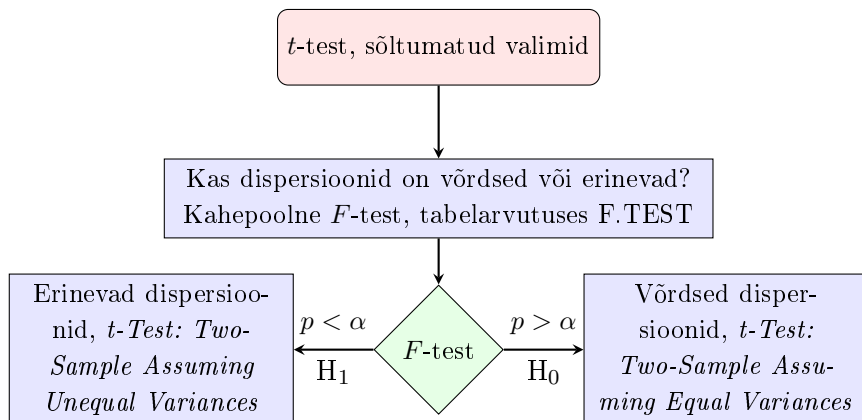 t-test, sõltumatud valimid
Kas dispersioonid on võrdsed või erinevad?
Kahepoolne F-test, tabelarvutuses F.TEST
Erinevad dispersioo-
nid, t-Test: Two-
Sample Assuming
Unequal Variances
p < α
H₁
F-test
p > α
H₀
Võrdsed disper-
sioonid, t-Test:
Two-Sample Assu-
ming Equal Variances